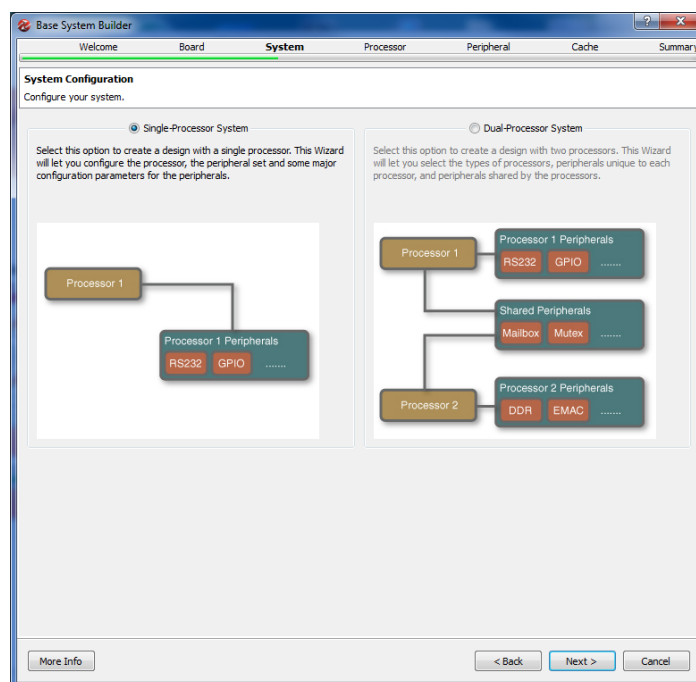 Base System Builder
Welcome Board System Processor Peripheral Cache Summary
System Configuration
Configure your system.
Single-Processor System
Select this option to create a design with a single processor. This Wizard
will let you configure the processor, the peripheral set and some major
configuration parameters for the peripherals.
Processor 1
Processor 1 Peripherals
RS232 GPIO .......
Dual-Processor System
Select this option to create a design with two processors. This Wizard
will let you select the types of processors, peripherals unique to each
processor, and peripherals shared by the processors.
Processor 1
Processor 1 Peripherals
RS232 GPIO .......
Shared Peripherals
Mailbox Mutex .......
Processor 2
Processor 2 Peripherals
DDR EMAC .......
More Info < Back Next > Cancel